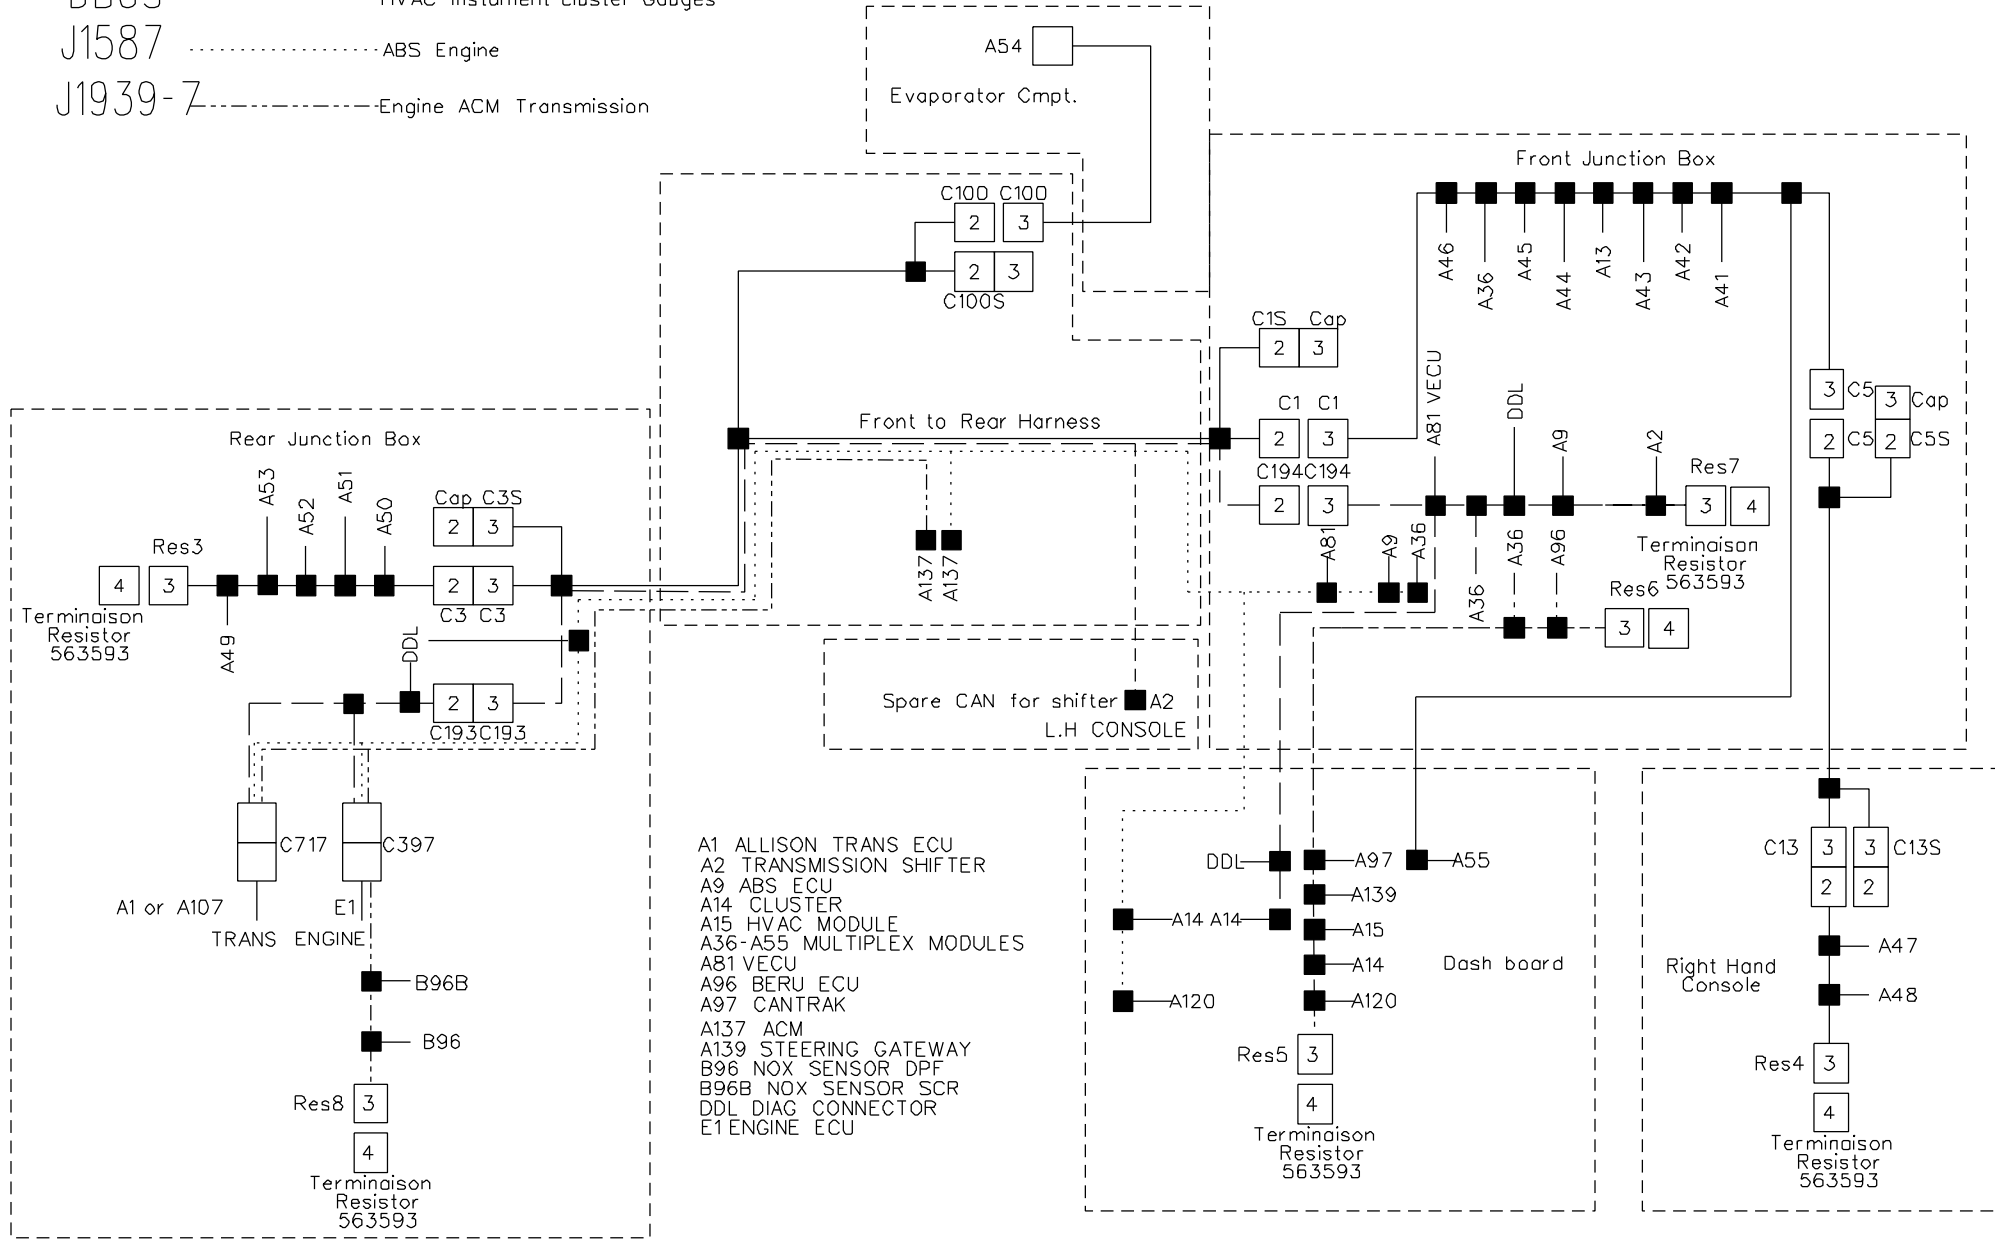 HVAC Instument Cluster Gauges
J1587 ABS Engine
J1939-7 Engine ACM Transmission
A54
Evaporator Cmpt.
Front Junction Box
C100 C100
2 3
2 3
C100S
A46
A36
A45
A44
A13
A43
A42
A41
C1S Cap
2 3
C1 C1
2 3
C194 C194
2 3
A81 VECU
DDL
A9
A2
Res7
3 4
Terminaison
Resistor
563593
3 C5
2 C5
3 Cap
2 C5S
A81
A9
A36
A36
A36
A96
Res6
3 4
Front to Rear Harness
A137
A137
Spare CAN for shifter A2
L.H CONSOLE
Rear Junction Box
A53
A52
A51
A50
Cap C3S
2 3
Res3
4 3
2 3
C3 C3
Terminaison
Resistor
563593
A49
DDL
2 3
C193 C193
C717
C397
A1 or A107
E1
TRANS ENGINE
B96B
B96
Res8 3
4
Terminaison
Resistor
563593
A1 ALLISON TRANS ECU
A2 TRANSMISSION SHIFTER
A9 ABS ECU
A14 CLUSTER
A15 HVAC MODULE
A36-A55 MULTIPLEX MODULES
A81 VECU
A96 BERU ECU
A97 CANTRAK
A137 ACM
A139 STEERING GATEWAY
B96 NOX SENSOR DPF
B96B NOX SENSOR SCR
DDL DIAG CONNECTOR
E1 ENGINE ECU
DDL
A97
A55
A139
A14 A14
A15
A14
A120
A120
Dash board
Res5 3
4
Terminaison
Resistor
563593
C13 3 3 C13S
2 2
A47
Right Hand
Console
A48
Res4 3
4
Terminaison
Resistor
563593